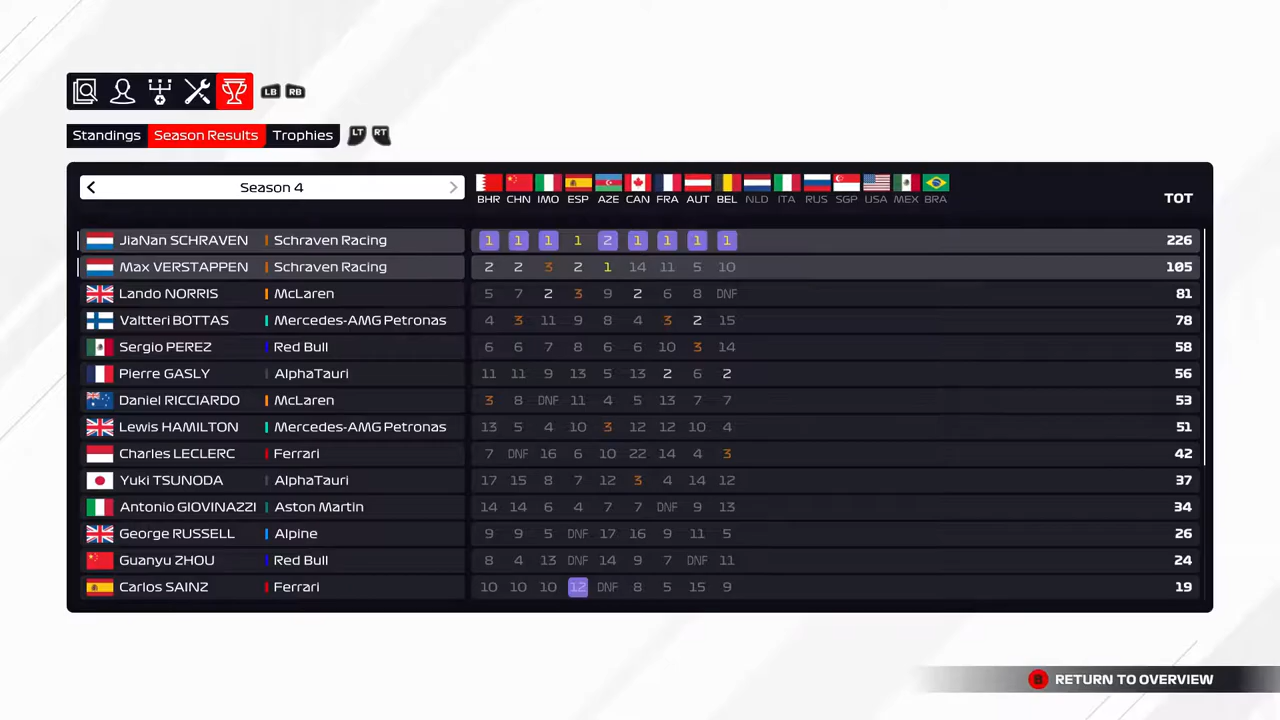 LB RB
Standings Season Results Trophies LT RT
Season 4
BHR CHN IMO ESP AZE CAN FRA AUT BEL NLD ITA RUS SGP USA MEX BRA TOT
JiaNan SCHRAVEN Schraven Racing 1 1 1 1 2 1 1 1 1 226
Max VERSTAPPEN Schraven Racing 2 2 3 2 1 14 11 5 10 105
Lando NORRIS McLaren 5 7 2 3 9 2 6 8 DNF 81
Valtteri BOTTAS Mercedes-AMG Petronas 4 3 11 9 8 4 3 2 15 78
Sergio PEREZ Red Bull 6 6 7 8 6 6 10 3 14 58
Pierre GASLY AlphaTauri 11 11 9 13 5 13 2 6 2 56
Daniel RICCIARDO McLaren 3 8 DNF 11 4 5 13 7 7 53
Lewis HAMILTON Mercedes-AMG Petronas 13 5 4 10 3 12 12 10 4 51
Charles LECLERC Ferrari 7 DNF 16 6 10 22 14 4 3 42
Yuki TSUNODA AlphaTauri 17 15 8 7 12 3 4 14 12 37
Antonio GIOVINAZZI Aston Martin 14 14 6 4 7 7 DNF 9 13 34
George RUSSELL Alpine 9 9 5 DNF 17 16 9 11 5 26
Guanyu ZHOU Red Bull 8 4 13 DNF 14 9 7 DNF 11 24
Carlos SAINZ Ferrari 10 10 10 12 DNF 8 5 15 9 19
B RETURN TO OVERVIEW